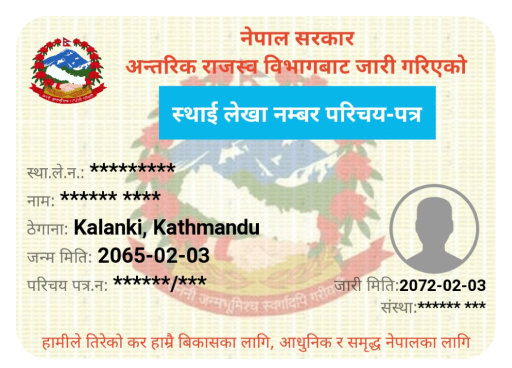 नेपाल सरकार
अन्तरिक राजस्व विभागबाट जारी गरिएको
स्थाई लेखा नम्बर परिचय-पत्र
स्था.ले.न.: *********
नाम: ****** ****
ठेगाना: Kalanki, Kathmandu
जन्म मिति: 2065-02-03
परिचय पत्र.न: ******/***
जारी मिति:2072-02-03
संस्था:****** ***
हामीले तिरेको कर हाम्रै बिकासका लागि, आधुनिक र समृद्ध नेपालका लागि